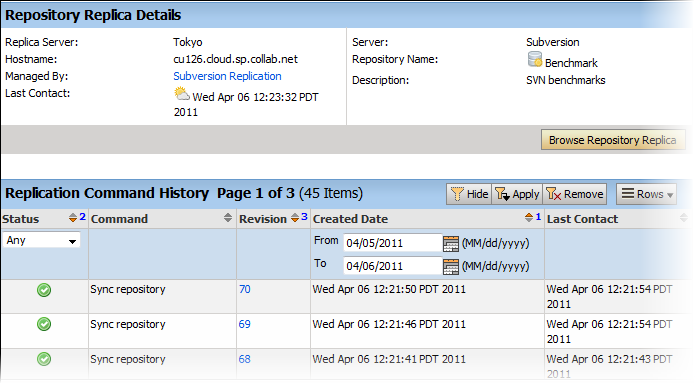 Repository Replica Details
Replica Server: Tokyo Server: Subversion
Hostname: cu126.cloud.sp.collab.net Repository Name: Benchmark
Managed By: Subversion Replication Description: SVN benchmarks
Last Contact: Wed Apr 06 12:23:32 PDT
2011
Browse Repository Replica
Replication Command History Page 1 of 3 (45 Items) Hide Apply Remove Rows
Status 2 Command Revision 3 Created Date 1 Last Contact
Any From 04/05/2011 (MM/dd/yyyy)
To 04/06/2011 (MM/dd/yyyy)
Sync repository 70 Wed Apr 06 12:21:50 PDT 2011 Wed Apr 06 12:21:54 PDT
2011
Sync repository 69 Wed Apr 06 12:21:46 PDT 2011 Wed Apr 06 12:21:54 PDT
2011
Sync repository 68 Wed Apr 06 12:21:41 PDT 2011 Wed Apr 06 12:21:43 PDT
2011